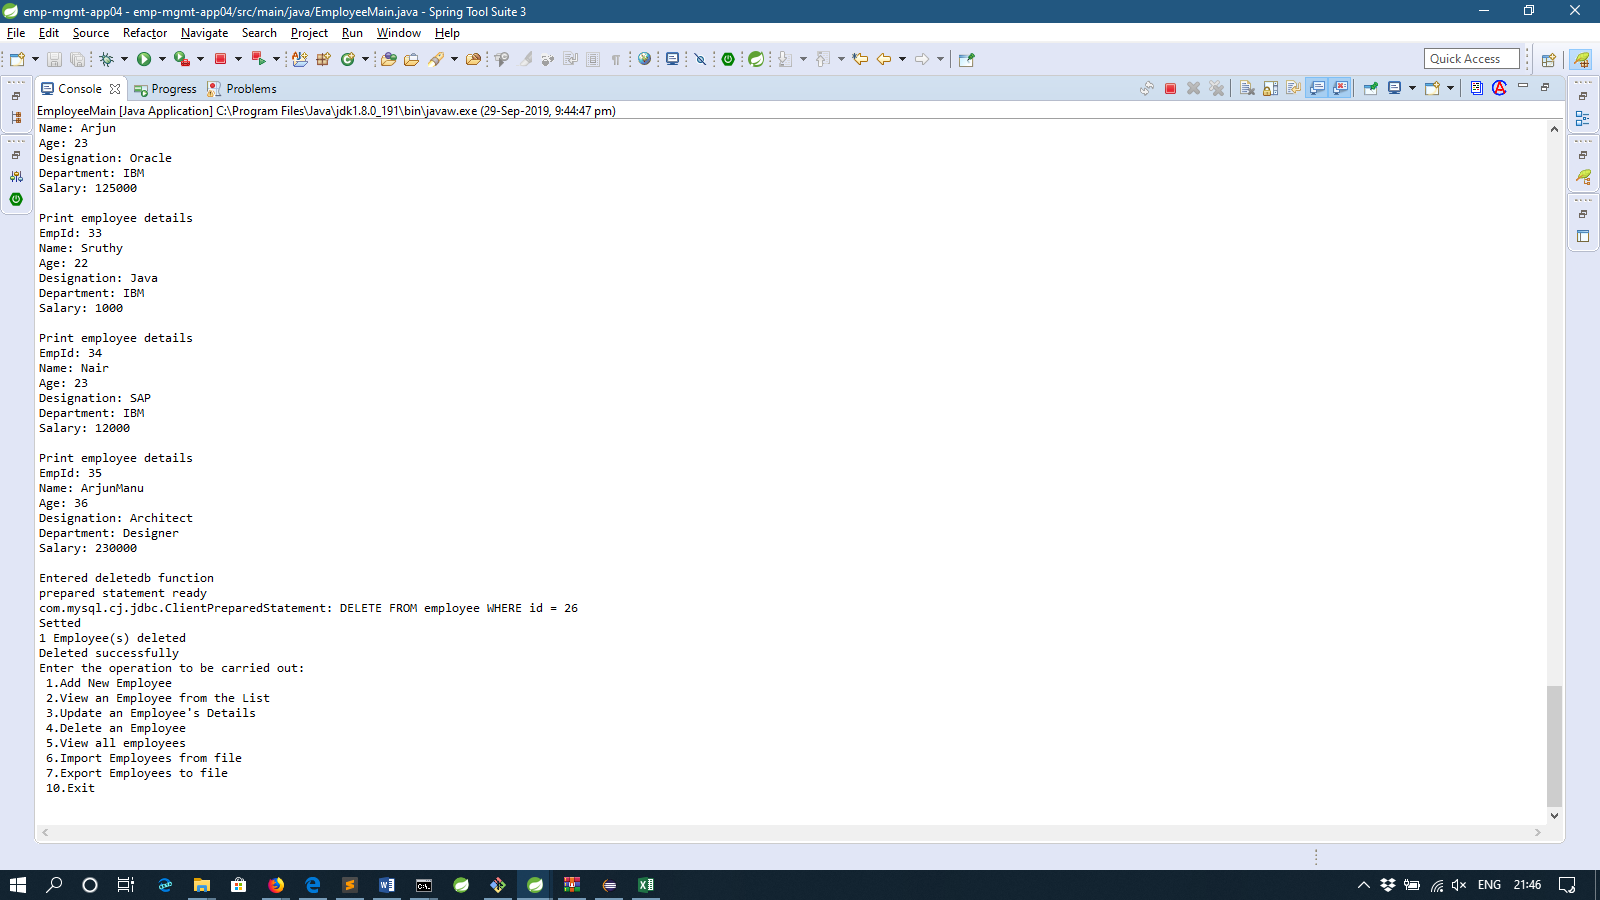 emp-mgmt-app04 - emp-mgmt-app04/src/main/java/EmployeeMain.java - Spring Tool Suite 3
File Edit Source Refactor Navigate Search Project Run Window Help
Quick Access
Console Progress Problems
EmployeeMain [Java Application] C:\Program Files\Java\jdk1.8.0_191\bin\javaw.exe (29-Sep-2019, 9:44:47 pm)
Name: Arjun
Age: 23
Designation: Oracle
Department: IBM
Salary: 125000
Print employee details
EmpId: 33
Name: Sruthy
Age: 22
Designation: Java
Department: IBM
Salary: 1000
Print employee details
EmpId: 34
Name: Nair
Age: 23
Designation: SAP
Department: IBM
Salary: 12000
Print employee details
EmpId: 35
Name: ArjunManu
Age: 36
Designation: Architect
Department: Designer
Salary: 230000
Entered deletedb function
prepared statement ready
com.mysql.cj.jdbc.ClientPreparedStatement: DELETE FROM employee WHERE id = 26
Setted
1 Employee(s) deleted
Deleted successfully
Enter the operation to be carried out:
1.Add New Employee
2.View an Employee from the List
3.Update an Employee's Details
4.Delete an Employee
5.View all employees
6.Import Employees from file
7.Export Employees to file
10.Exit
ENG 21:46